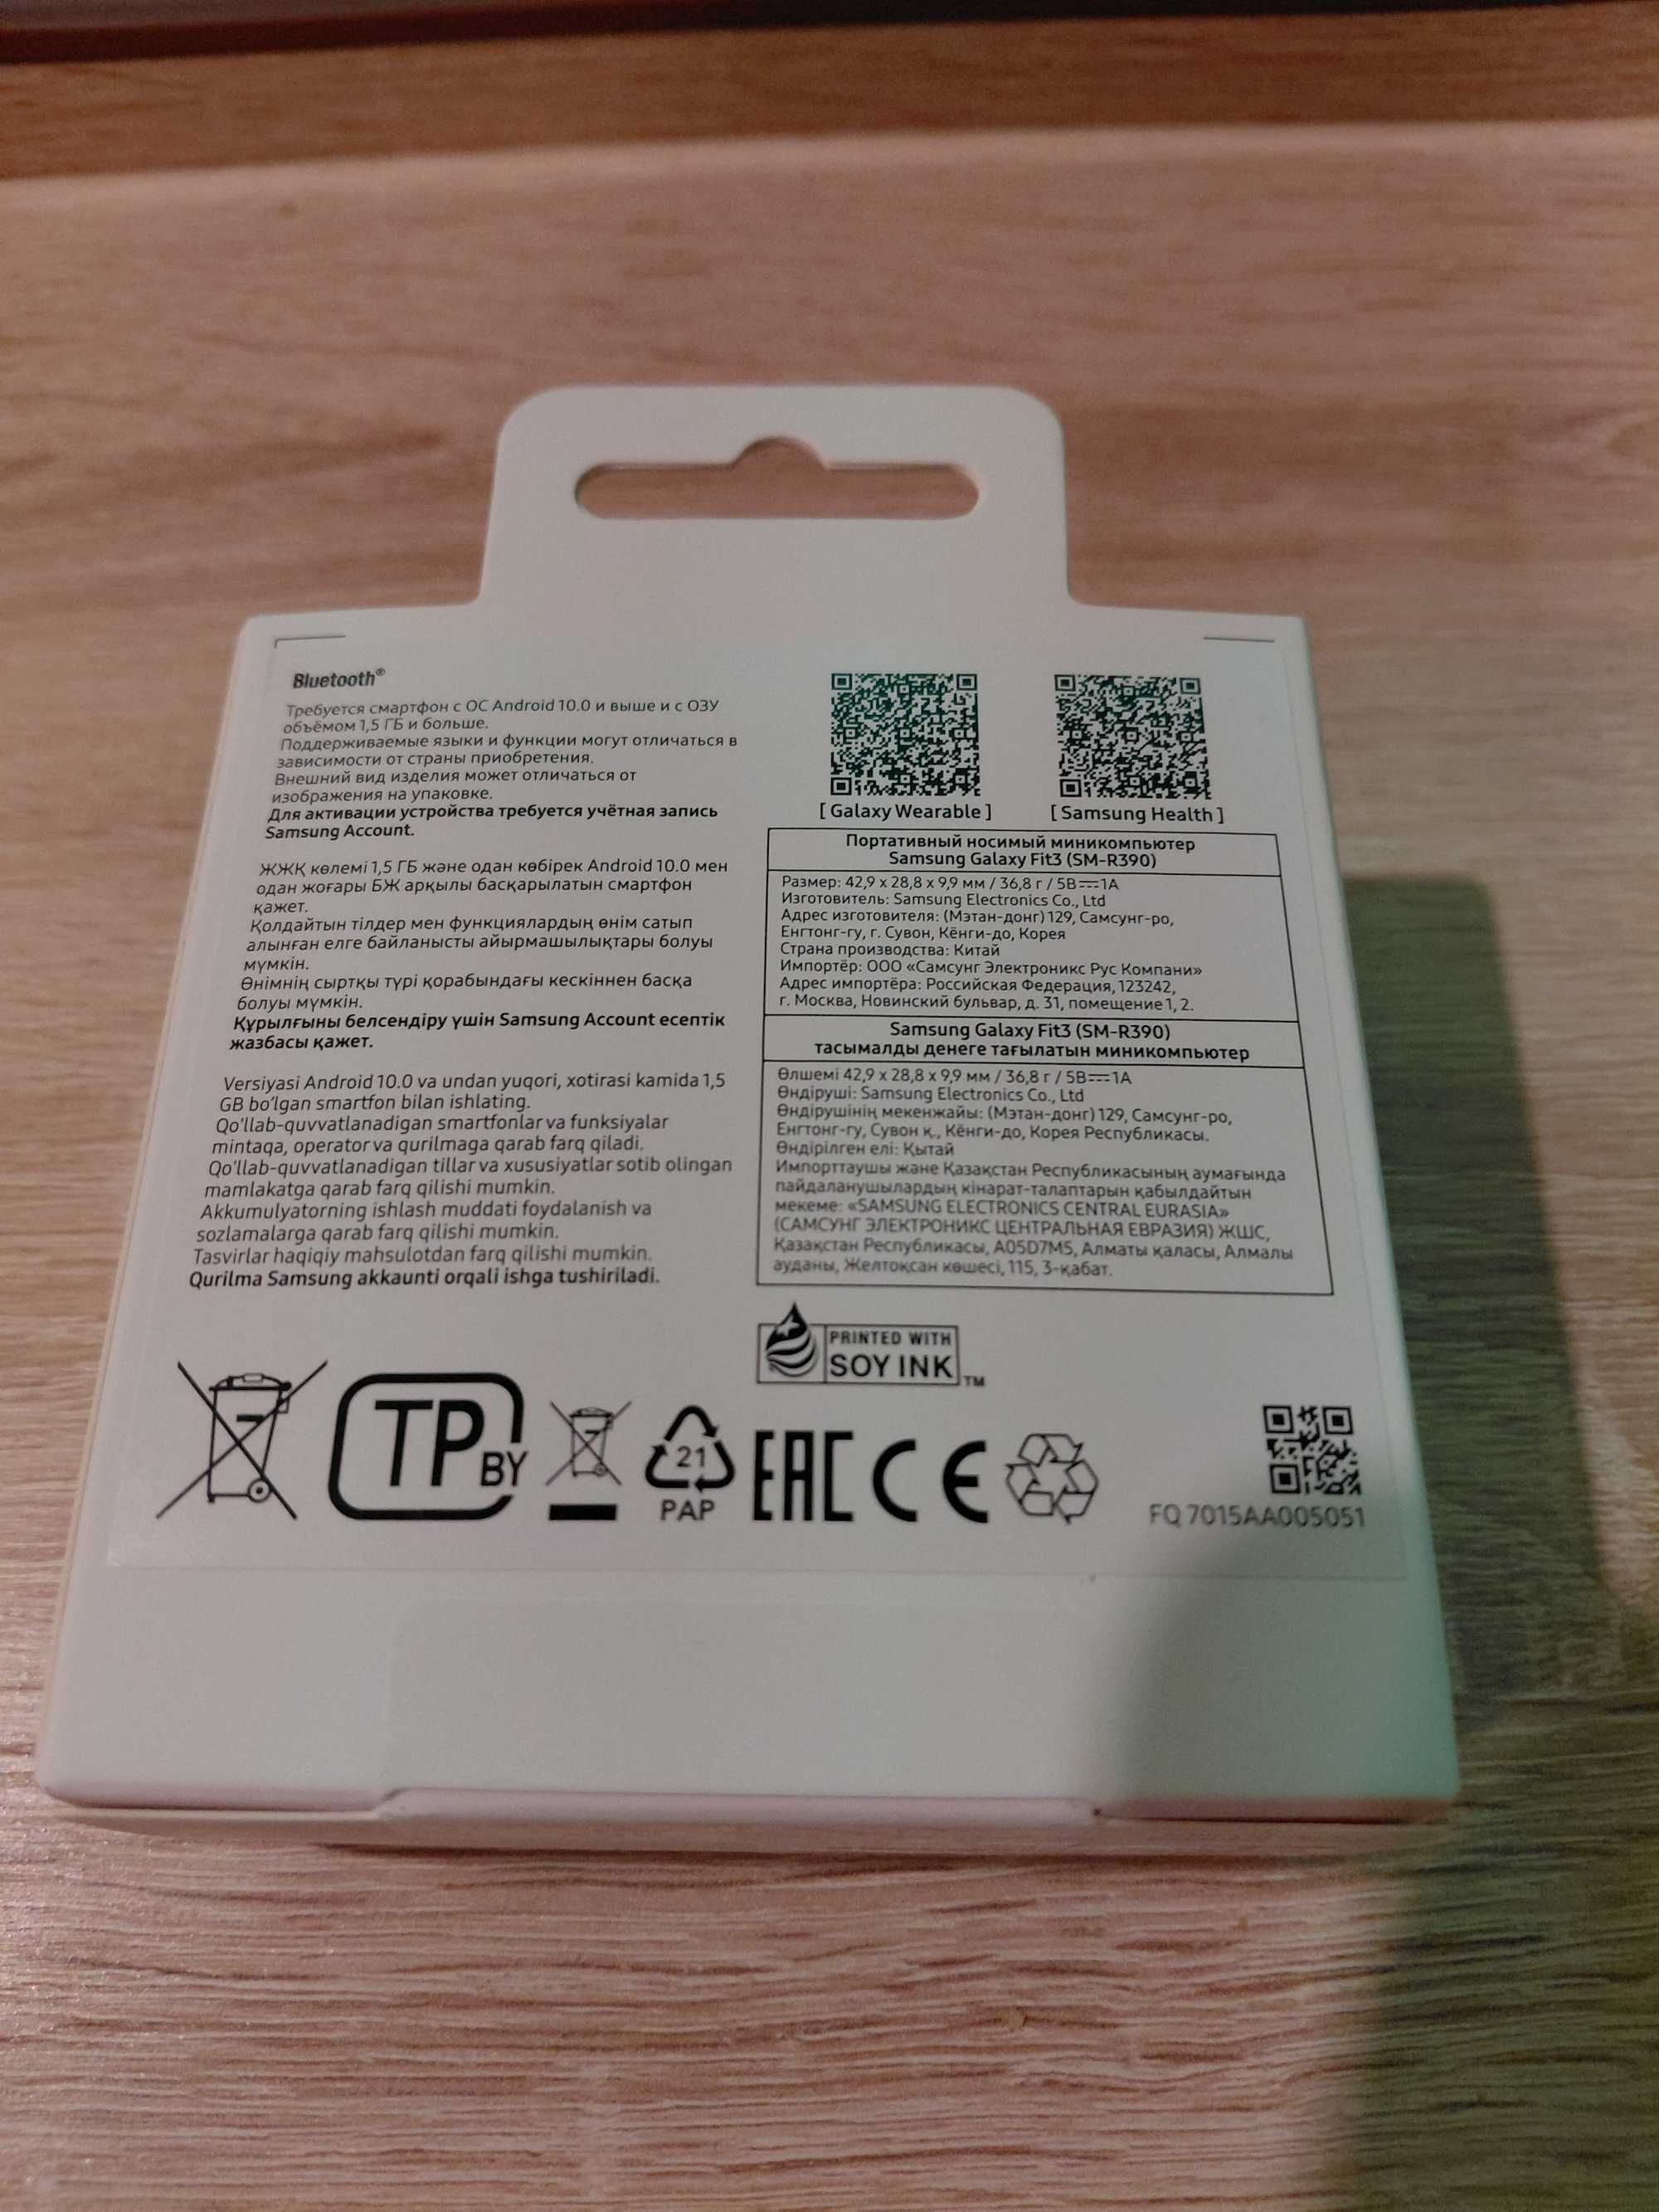 Bluetooth®
Требуется смартфон с ОС Android 10.0 и выше и с ОЗУ
объёмом 1,5 ГБ и больше.
Поддерживаемые языки и функции могут отличаться в
зависимости от страны приобретения.
Внешний вид изделия может отличаться от
изображения на упаковке.
Для активации устройства требуется учётная запись
Samsung Account.
ЖЖҚ көлемі 1,5 ГБ және одан көбірек Android 10.0 мен
одан жоғары БЖ арқылы басқарылатын смартфон
қажет.
Қолдайтын тілдер мен функциялардың өнім сатып
алынған елге байланысты айырмашылықтары болуы
мүмкін.
Өнімнің сыртқы түрі қорабындағы кескіннен басқа
болуы мүмкін.
Құрылғыны белсендіру үшін Samsung Account есептік
жазбасы қажет.
Versiyasi Android 10.0 va undan yuqori, xotirasi kamida 1,5
GB bo'lgan smartfon bilan ishlating.
Qo'llab-quvvatlanadigan smartfonlar va funksiyalar
mintaqa, operator va qurilmaga qarab farq qiladi.
Qo'llab-quvvatlanadigan tillar va xususiyatlar sotib olingan
mamlakatga qarab farq qilishi mumkin.
Akkumulyatorning ishlash muddati foydalanish va
sozlamalarga qarab farq qilishi mumkin.
Tasvirlar haqiqiy mahsulotdan farq qilishi mumkin.
Qurilma Samsung akkaunti orqali ishga tushiriladi.
[ Galaxy Wearable ]
[ Samsung Health ]
Портативный носимый миникомпьютер
Samsung Galaxy Fit3 (SM-R390)
Размер: 42,9 x 28,8 x 9,9 мм / 36,8 г / 5В⎓1А
Изготовитель: Samsung Electronics Co., Ltd
Адрес изготовителя: (Мэтан-донг) 129, Самсунг-ро,
Енгтонг-гу, г. Сувон, Кёнги-до, Корея
Страна производства: Китай
Импортёр: ООО «Самсунг Электроникс Рус Компани»
Адрес импортёра: Российская Федерация, 123242,
г. Москва, Новинский бульвар, д. 31, помещение 1, 2.
Samsung Galaxy Fit3 (SM-R390)
тасымалды денеге тағылатын миникомпьютер
Өлшемі 42,9 x 28,8 x 9,9 мм / 36,8 г / 5В⎓1А
Өндіруші: Samsung Electronics Co., Ltd
Өндірушінің мекенжайы: (Мэтан-донг) 129, Самсунг-ро,
Енгтонг-гу, Сувон қ., Кёнги-до, Корея Республикасы.
Өндірілген елі: Қытай
Импорттаушы және Қазақстан Республикасының аумағында
пайдаланушылардың кінарат-талаптарын қабылдайтын
мекеме: «SAMSUNG ELECTRONICS CENTRAL EURASIA»
(САМСУНГ ЭЛЕКТРОНИКС ЦЕНТРАЛЬНАЯ ЕВРАЗИЯ) ЖШС,
Қазақстан Республикасы, A05D7M5, Алматы қаласы, Алмалы
ауданы, Желтоқсан көшесі, 115, 3-қабат.
PRINTED WITH
SOY INK™
TP BY
21
PAP
EAC
CE
FQ 7015AA005051